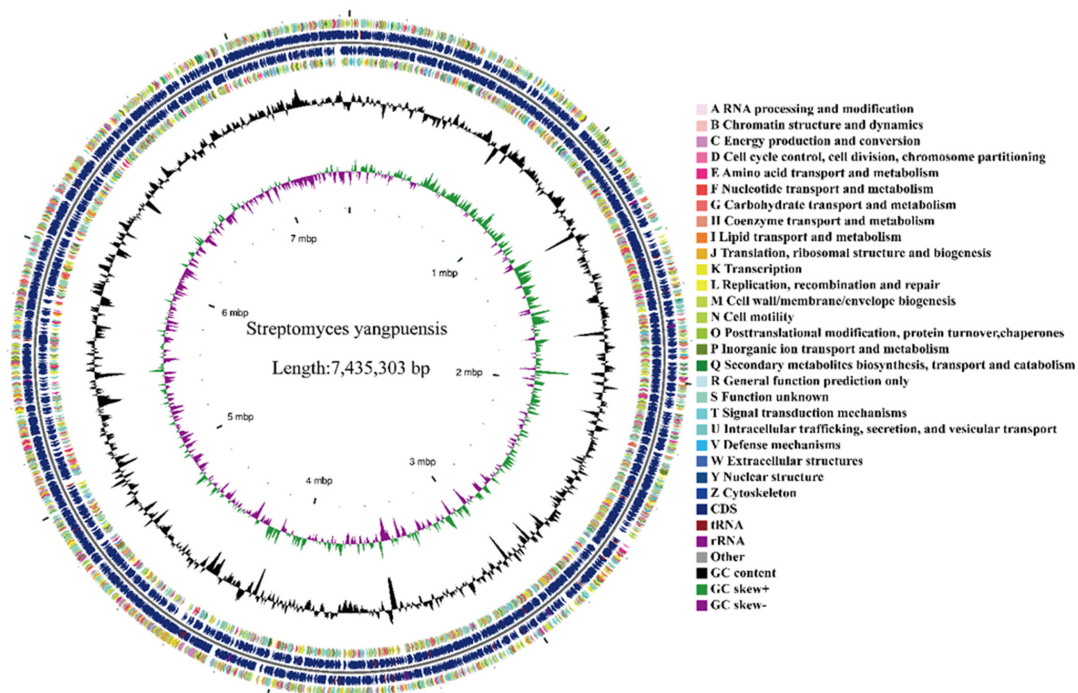 7 mbp
1 mbp
6 mbp
Streptomyces yangpuensis
Length:7,435,303 bp
2 mbp
5 mbp
3 mbp
4 mbp
A RNA processing and modification
B Chromatin structure and dynamics
C Energy production and conversion
D Cell cycle control, cell division, chromosome partitioning
E Amino acid transport and metabolism
F Nucleotide transport and metabolism
G Carbohydrate transport and metabolism
H Coenzyme transport and metabolism
I Lipid transport and metabolism
J Translation, ribosomal structure and biogenesis
K Transcription
L Replication, recombination and repair
M Cell wall/membrane/envelope biogenesis
N Cell motility
O Posttranslational modification, protein turnover,chaperones
P Inorganic ion transport and metabolism
Q Secondary metabolites biosynthesis, transport and catabolism
R General function prediction only
S Function unknown
T Signal transduction mechanisms
U Intracellular trafficking, secretion, and vesicular transport
V Defense mechanisms
W Extracellular structures
Y Nuclear structure
Z Cytoskeleton
CDS
tRNA
rRNA
Other
GC content
GC skew+
GC skew-